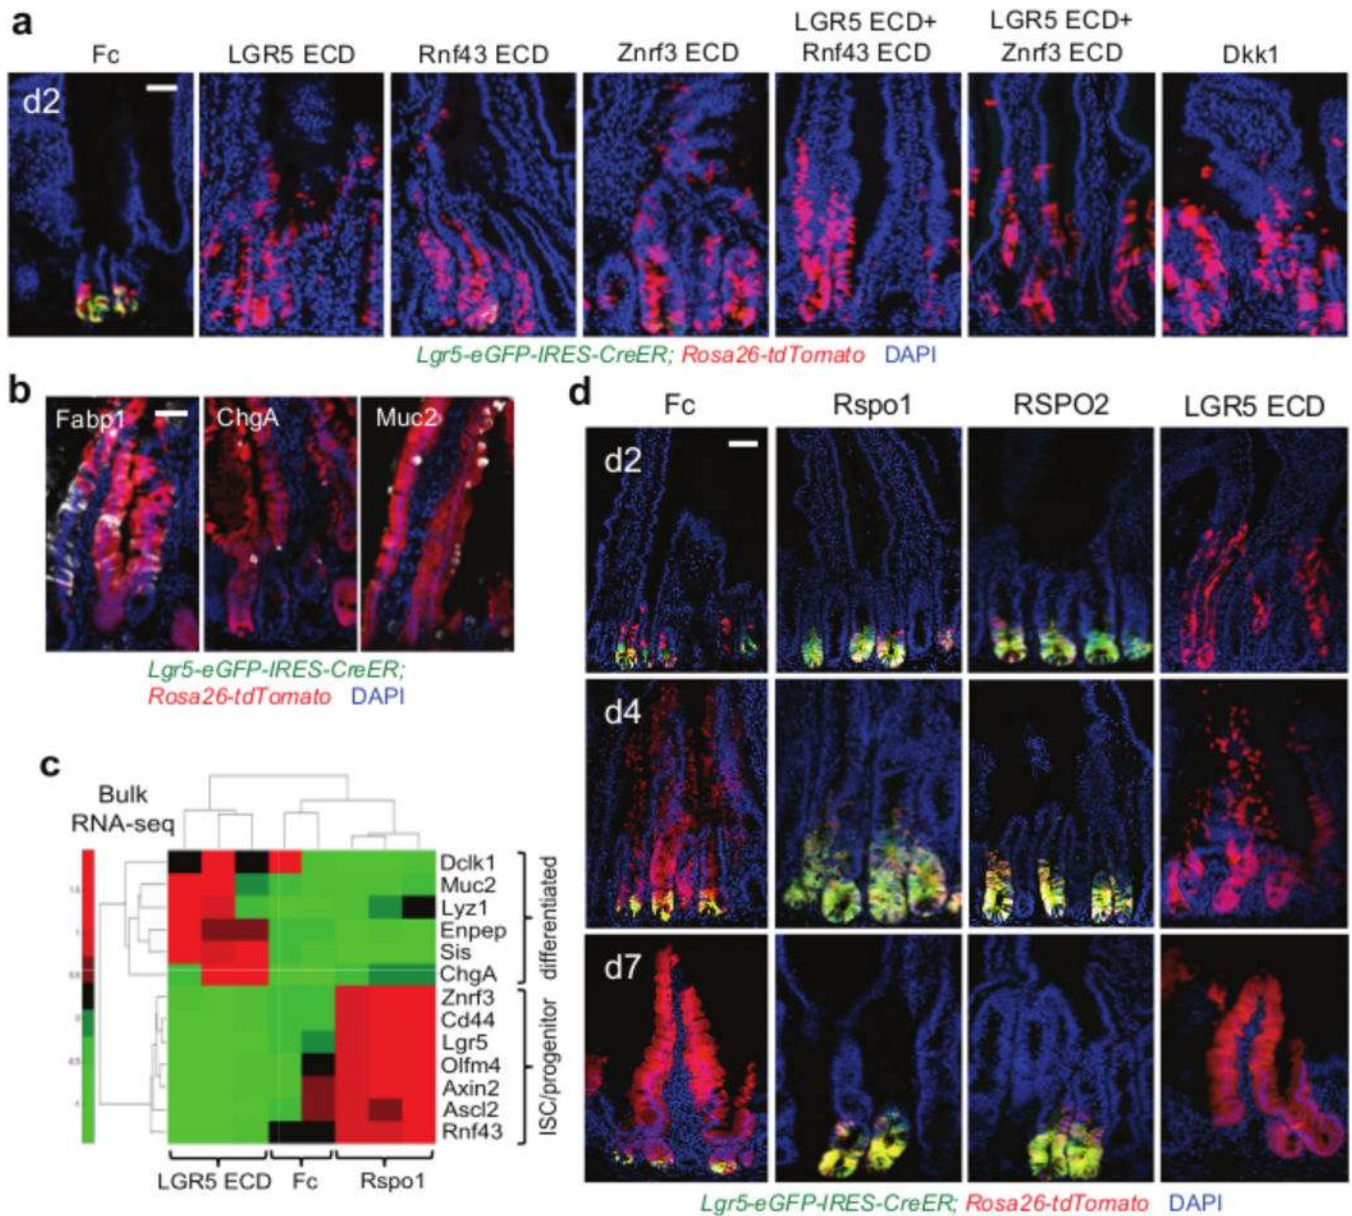 a
Fc
LGR5 ECD
Rnf43 ECD
Znrf3 ECD
LGR5 ECD+
Rnf43 ECD
LGR5 ECD+
Znrf3 ECD
Dkk1
d2
Lgr5-eGFP-IRES-CreER; Rosa26-tdTomato DAPI
b
Fabp1
ChgA
Muc2
Lgr5-eGFP-IRES-CreER;
Rosa26-tdTomato DAPI
c
Bulk
RNA-seq
Dclk1
Muc2
Lyz1
Enpep
Sis
ChgA
Znrf3
Cd44
Lgr5
Olfm4
Axin2
Ascl2
Rnf43
differentiated
ISC/progenitor
LGR5 ECD
Fc
Rspo1
d
Fc
Rspo1
RSPO2
LGR5 ECD
d2
d4
d7
Lgr5-eGFP-IRES-CreER; Rosa26-tdTomato DAPI